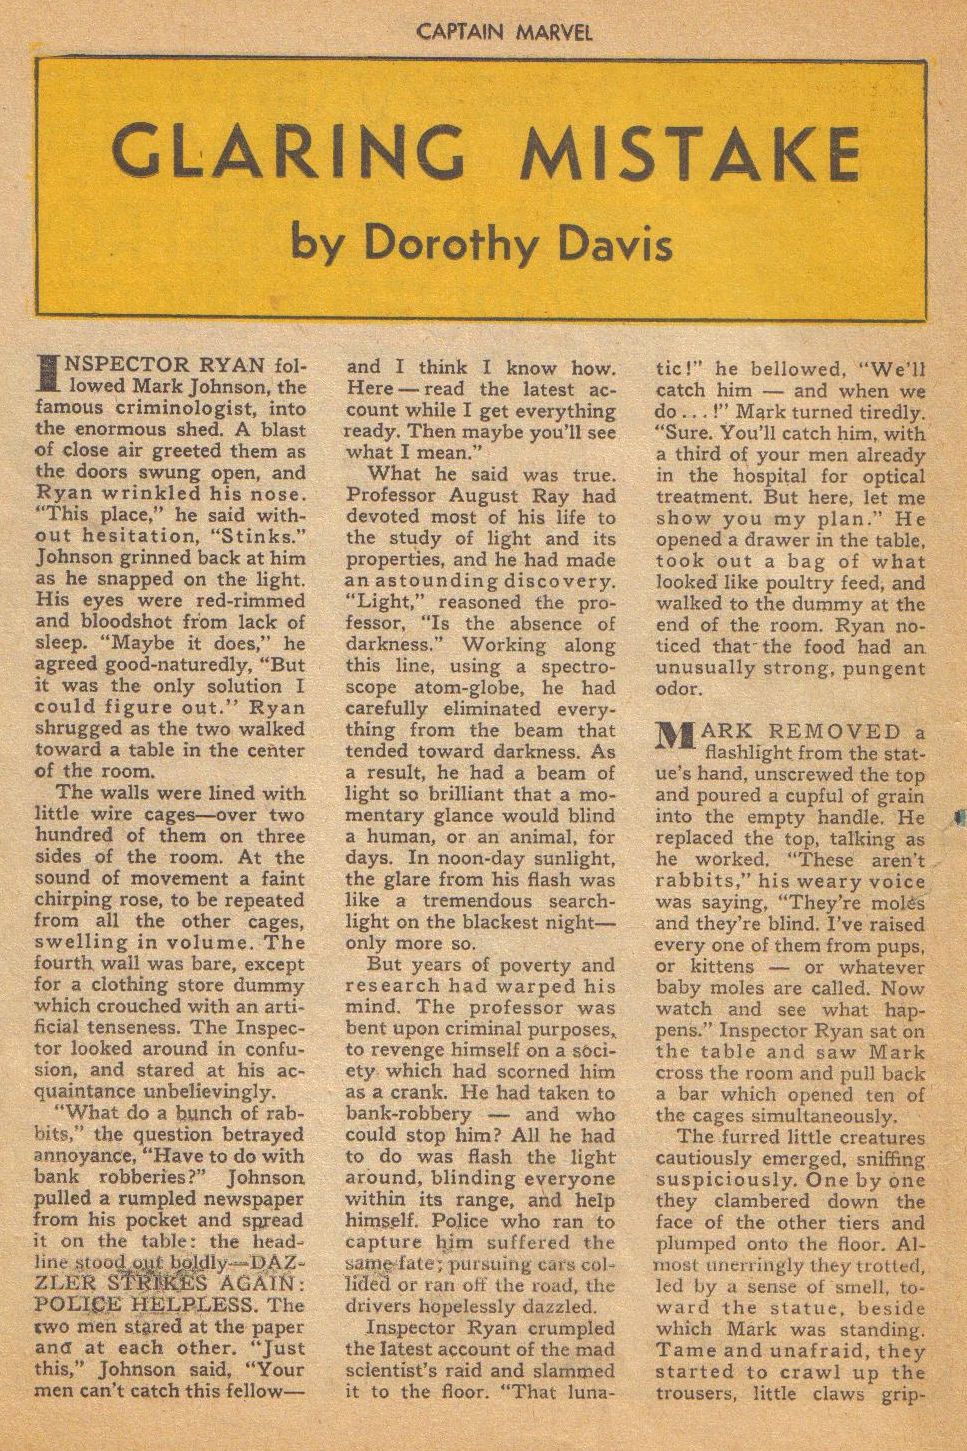 CAPTAIN MARVEL
GLARING MISTAKE
by Dorothy Davis
INSPECTOR RYAN fol-
lowed Mark Johnson, the
famous criminologist, into
the enormous shed. A blast
of close air greeted them as
the doors swung open, and
Ryan wrinkled his nose.
“This place,” he said with-
out hesitation, “Stinks.”
Johnson grinned back at him
as he snapped on the light.
His eyes were red-rimmed
and bloodshot from lack of
sleep. “Maybe it does,” he
agreed good-naturedly, “But
it was the only solution I
could figure out.” Ryan
shrugged as the two walked
toward a table in the center
of the room.
The walls were lined with
little wire cages—over two
hundred of them on three
sides of the room. At the
sound of movement a faint
chirping rose, to be repeated
from all the other cages,
swelling in volume. The
fourth wall was bare, except
for a clothing store dummy
which crouched with an arti-
ficial tenseness. The Inspec-
tor looked around in confu-
sion, and stared at his ac-
quaintance unbelievingly.
“What do a bunch of rab-
bits,” the question betrayed
annoyance, “Have to do with
bank robberies?” Johnson
pulled a rumpled newspaper
from his pocket and spread
it on the table: the head-
line stood out boldly—DAZ-
ZLER STRIKES AGAIN:
POLICE HELPLESS. The
two men stared at the paper
and at each other. “Just
this,” Johnson said, “Your
men can’t catch this fellow—
and I think I know how.
Here — read the latest ac-
count while I get everything
ready. Then maybe you’ll see
what I mean.”
What he said was true.
Professor August Ray had
devoted most of his life to
the study of light and its
properties, and he had made
an astounding discovery.
“Light,” reasoned the pro-
fessor, “Is the absence of
darkness.” Working along
this line, using a spectro-
scope atom-globe, he had
carefully eliminated every-
thing from the beam that
tended toward darkness. As
a result, he had a beam of
light so brilliant that a mo-
mentary glance would blind
a human, or an animal, for
days. In noon-day sunlight,
the glare from his flash was
like a tremendous search-
light on the blackest night—
only more so.
But years of poverty and
research had warped his
mind. The professor was
bent upon criminal purposes,
to revenge himself on a soci-
ety which had scorned him
as a crank. He had taken to
bank-robbery — and who
could stop him? All he had
to do was flash the light
around, blinding everyone
within its range, and help
himself. Police who ran to
capture him suffered the
same fate; pursuing cars col-
lided or ran off the road, the
drivers hopelessly dazzled.
Inspector Ryan crumpled
the latest account of the mad
scientist’s raid and slammed
it to the floor. “That luna-
tic!” he bellowed, “We’ll
catch him — and when we
do . . . !” Mark turned tiredly.
“Sure. You’ll catch him, with
a third of your men already
in the hospital for optical
treatment. But here, let me
show you my plan.” He
opened a drawer in the table,
took out a bag of what
looked like poultry feed, and
walked to the dummy at the
end of the room. Ryan no-
ticed that the food had an
unusually strong, pungent
odor.
MARK REMOVED a
flashlight from the stat-
ue’s hand, unscrewed the top
and poured a cupful of grain
into the empty handle. He
replaced the top, talking as
he worked. “These aren’t
rabbits,” his weary voice
was saying, “They’re moles
and they’re blind. I’ve raised
every one of them from pups,
or kittens — or whatever
baby moles are called. Now
watch and see what hap-
pens.” Inspector Ryan sat on
the table and saw Mark
cross the room and pull back
a bar which opened ten of
the cages simultaneously.
The furred little creatures
cautiously emerged, sniffing
suspiciously. One by one
they clambered down the
face of the other tiers and
plumped onto the floor. Al-
most unerringly they trotted,
led by a sense of smell, to-
ward the statue, beside
which Mark was standing.
Tame and unafraid, they
started to crawl up the
trousers, little claws grip-